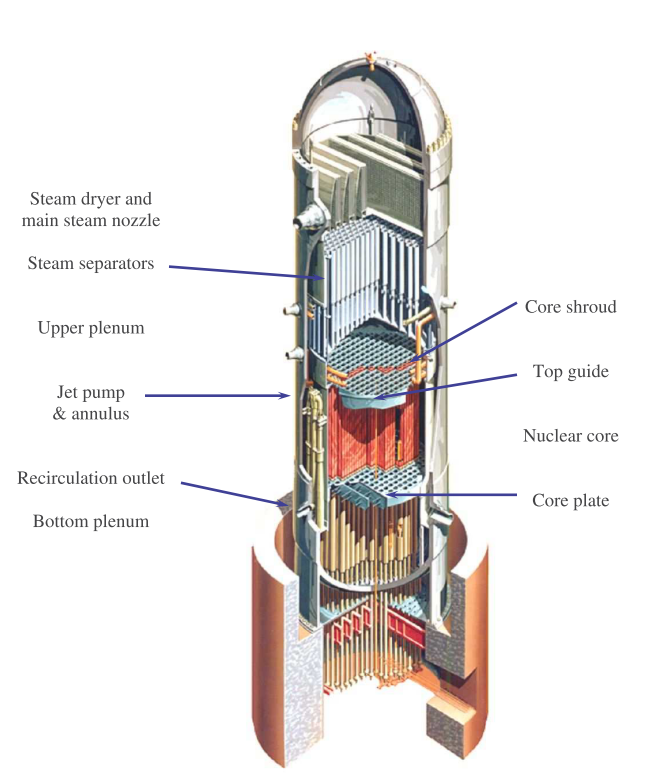 Steam dryer and
main steam nozzle
Steam separators
Upper plenum
Jet pump
& annulus
Recirculation outlet
Bottom plenum
Core shroud
Top guide
Nuclear core
Core plate